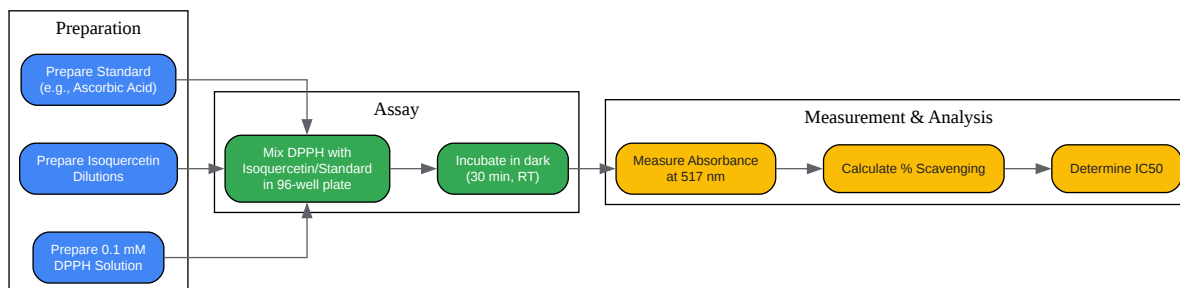 Preparation
Prepare Standard
(e.g., Ascorbic Acid)
Prepare Isoquercetin
Dilutions
Prepare 0.1 mM
DPPH Solution
Assay
Mix DPPH with
Isoquercetin/Standard
in 96-well plate
Incubate in dark
(30 min, RT)
Measurement & Analysis
Measure Absorbance
at 517 nm
Calculate % Scavenging
Determine IC50